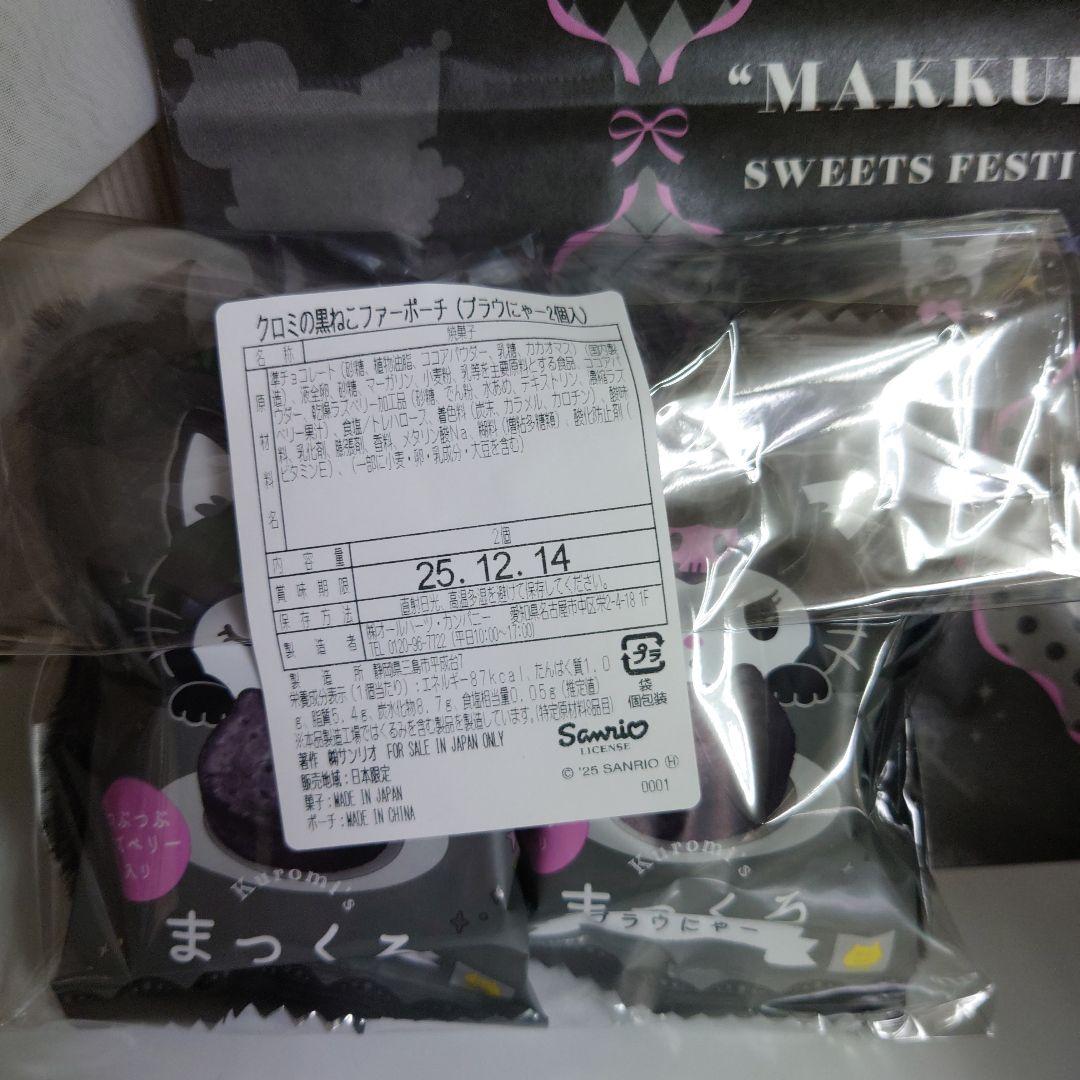 "MAKKU
SWEETS FESTI
クロミの黒ねこファーポーチ（ブラウにゃー2個入）
名称 焼菓子
原材料名
準チョコレート（砂糖、植物油脂、ココアパウダー、乳糖、カカオマス）（国内製
造）、液全卵、砂糖、マーガリン、小麦粉、乳等を主要原料とする食品、ココアパ
ウダー、乾燥ラズベリー加工品（砂糖、でん粉、水あめ、デキストリン、濃縮ラズ
ベリー果汁）、食塩／トレハロース、着色料（炭末、カラメル、カロチン）、酸味
料、乳化剤、膨張剤、香料、メタリン酸Na、糊料（増粘多糖類）、酸化防止剤（
ビタミンE）、（一部に小麦・卵・乳成分・大豆を含む）
内容量 2個
賞味期限 25.12.14
保存方法 直射日光、高温多湿を避けて保存してください。
製造者 ㈱オールハーツ・カンパニー 愛知県名古屋市中区栄2-4-18 1F
TEL 0120-96-7722（平日10:00~17:00）
製造所 静岡県三島市平成台7
栄養成分表示（1個当たり）：エネルギー87kcal、たんぱく質1.0
g、脂質5.4g、炭水化物8.7g、食塩相当量0.05g（推定値）
※本品製造工場ではくるみを含む製品を製造しています。（特定原材料8品目）
著作 ㈱サンリオ FOR SALE IN JAPAN ONLY
販売地域：日本限定
菓子：MADE IN JAPAN
ポーチ：MADE IN CHINA
プラ
袋
個包装
Sanrio
LICENSE
© '25 SANRIO Ⓗ
0001
つぶつぶ
ベリー
入り
Kuromi's
まっくろ
Kuromi's
まっくろ
ブラウにゃー